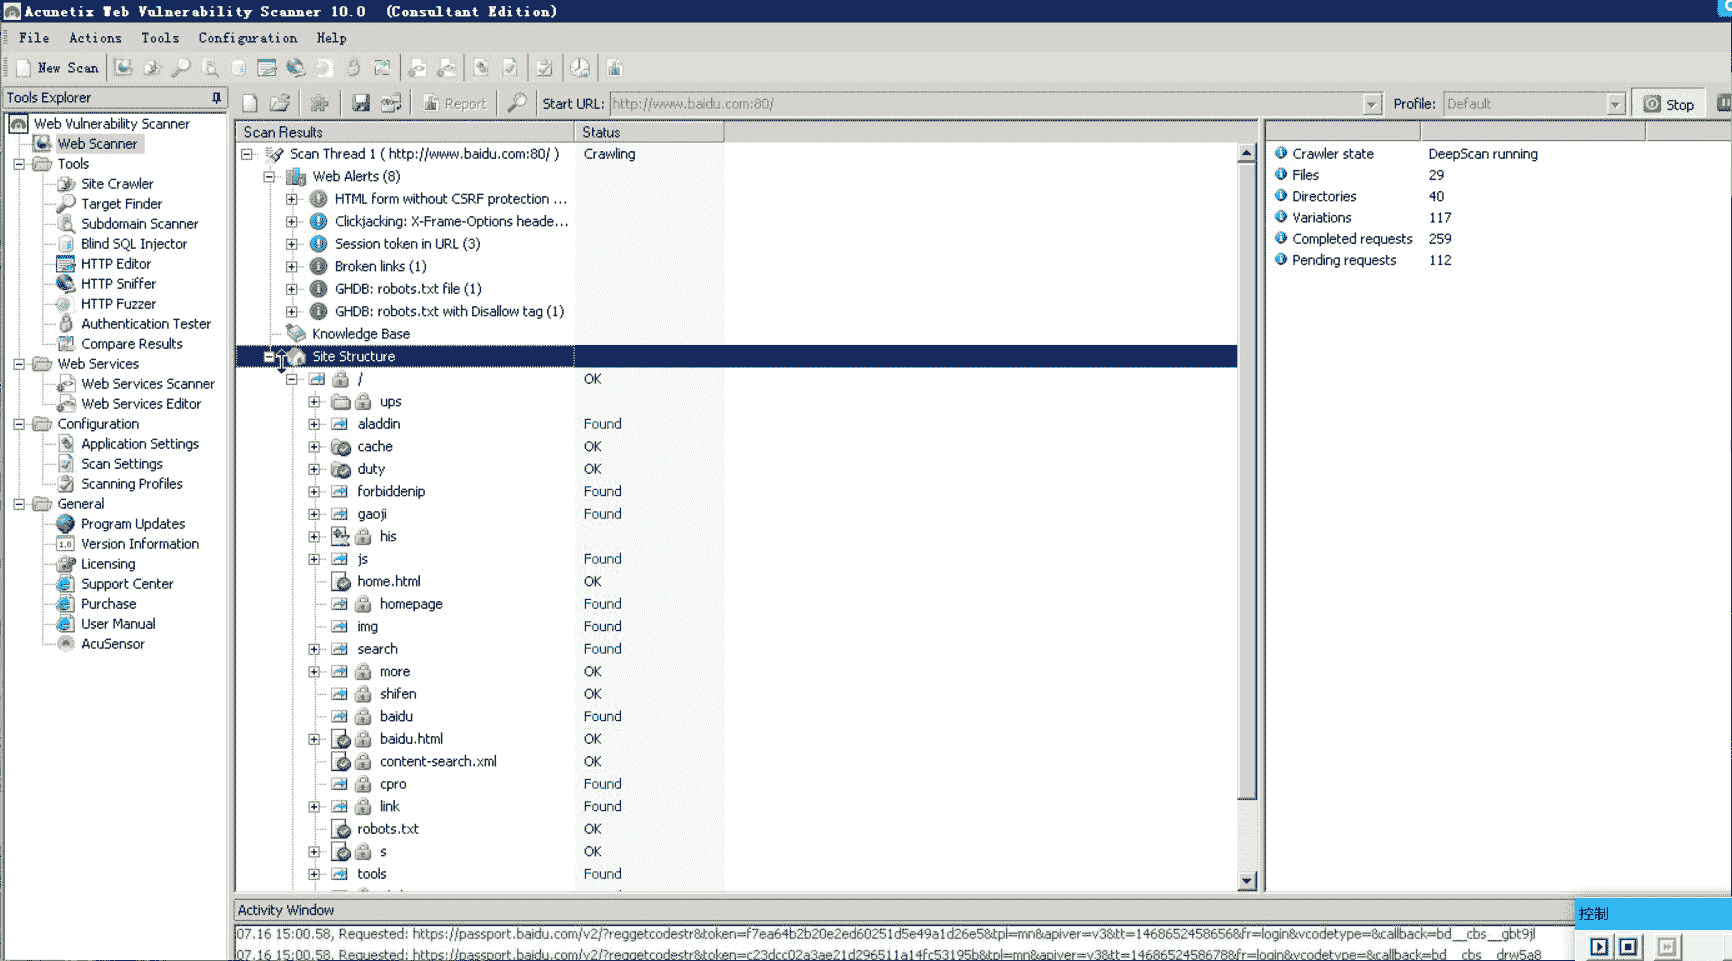 Acunetix Web Vulnerability Scanner 10.0 (Consultant Edition)
File Actions Tools Configuration Help
New Scan
Tools Explorer
Report
Start URL: http://www.baidu.com:80/
Profile: Default
Stop
Web Vulnerability Scanner
Web Scanner
Tools
Site Crawler
Target Finder
Subdomain Scanner
Blind SQL Injector
HTTP Editor
HTTP Sniffer
HTTP Fuzzer
Authentication Tester
Compare Results
Web Services
Web Services Scanner
Web Services Editor
Configuration
Application Settings
Scan Settings
Scanning Profiles
General
Program Updates
1.0 Version Information
Licensing
Support Center
Purchase
User Manual
AcuSensor
Scan Results Status
Scan Thread 1 ( http://www.baidu.com:80/ ) Crawling
Web Alerts (8)
HTML form without CSRF protection ...
Clickjacking: X-Frame-Options heade...
Session token in URL (3)
Broken links (1)
GHDB: robots.txt file (1)
GHDB: robots.txt with Disallow tag (1)
Knowledge Base
Site Structure
/ OK
ups
aladdin Found
cache OK
duty OK
forbiddenip Found
gaoji Found
his
js Found
home.html OK
homepage Found
img Found
search Found
more OK
shifen OK
baidu Found
baidu.html OK
content-search.xml OK
cpro Found
link Found
robots.txt OK
s OK
tools Found
Crawler state DeepScan running
Files 29
Directories 40
Variations 117
Completed requests 259
Pending requests 112
Activity Window
07.16 15:00.58, Requested: https://passport.baidu.com/v2/?reggetcodestr&token=f7ea64b2b20e2ed60251d5e49a1d26e5&tpl=mn&apiver=v3&tt=1468652458656&fr=login&vcodetype=&callback=bd__cbs__gbt9jl
07.16 15:00.58, Requested: https://passport.baidu.com/v2/?reggetcodestr&token=c23dcc02a3ae21d296511a14fc53195b&tpl=mn&apiver=v3&tt=1468652458678&fr=login&vcodetype=&callback=bd__cbs__drw5a8
控制